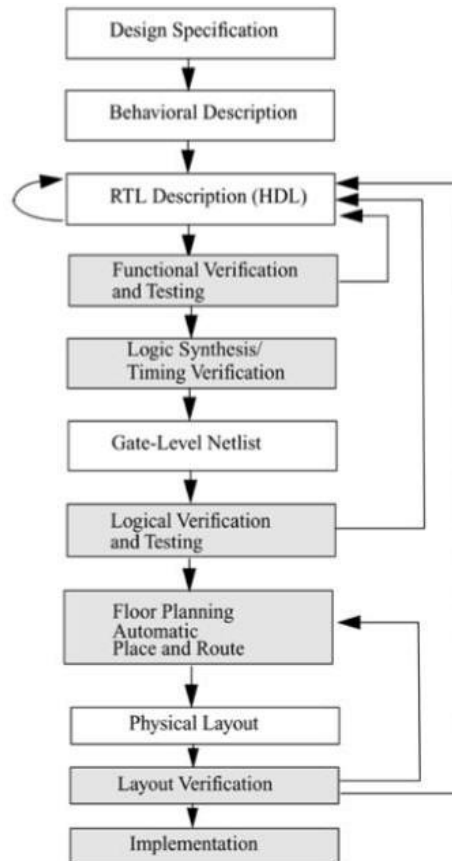 Design Specification
Behavioral Description
RTL Description (HDL)
Functional Verification
and Testing
Logic Synthesis/
Timing Verification
Gate-Level Netlist
Logical Verification
and Testing
Floor Planning
Automatic
Place and Route
Physical Layout
Layout Verification
Implementation